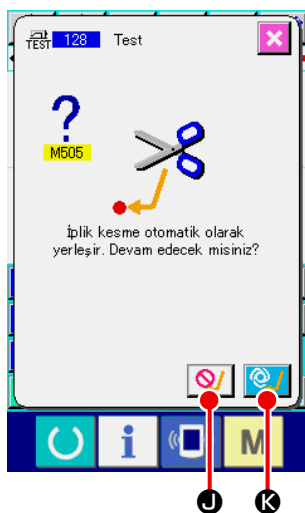 TEST 128 Test
?
M505
İplik kesme otomatik olarak
yerleşir. Devam edecek misiniz?
i M
J K